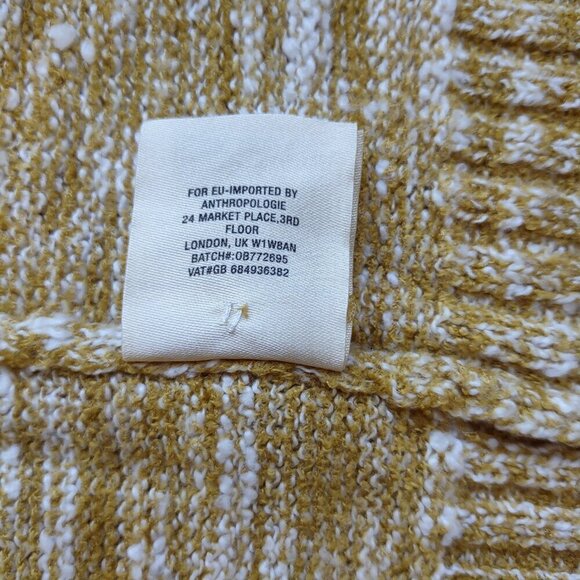 FOR EU-IMPORTED BY
ANTHROPOLOGIE
24 MARKET PLACE,3RD
FLOOR
LONDON, UK W1W8AN
BATCH#:OB772695
VAT#GB 684936382